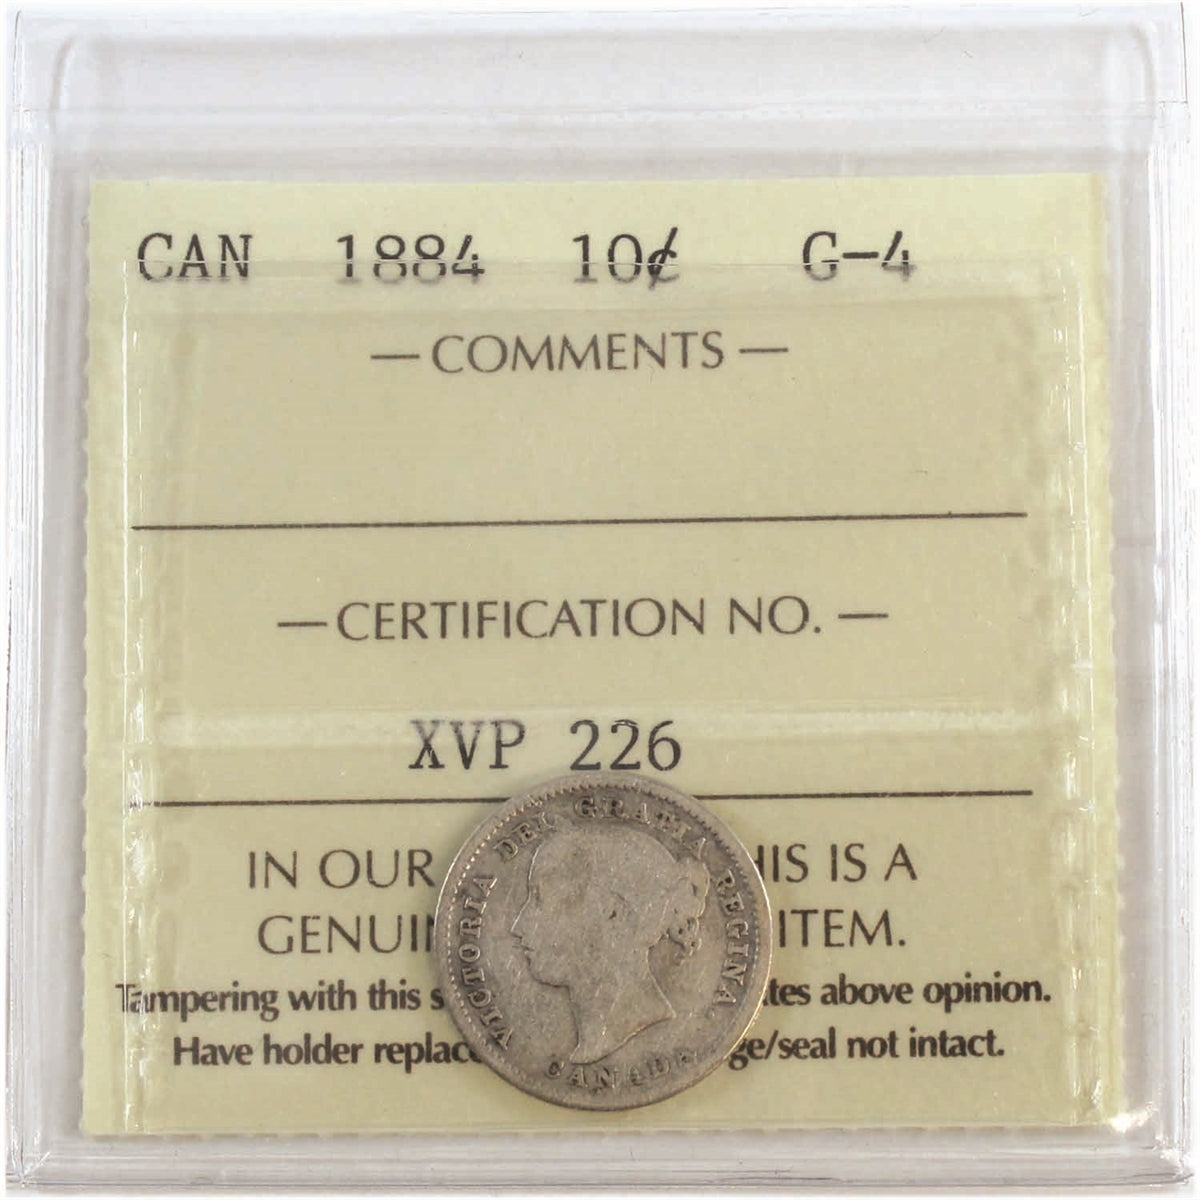 CAN 1884 10¢ G-4
— COMMENTS —
— CERTIFICATION NO. —
XVP 226
VICTORIA DEI GRATIA REGINA.
CANADA
IN OUR HIS IS A
GENUIN ITEM.
Tampering with this s tes above opinion.
Have holder replac ge/seal not intact.